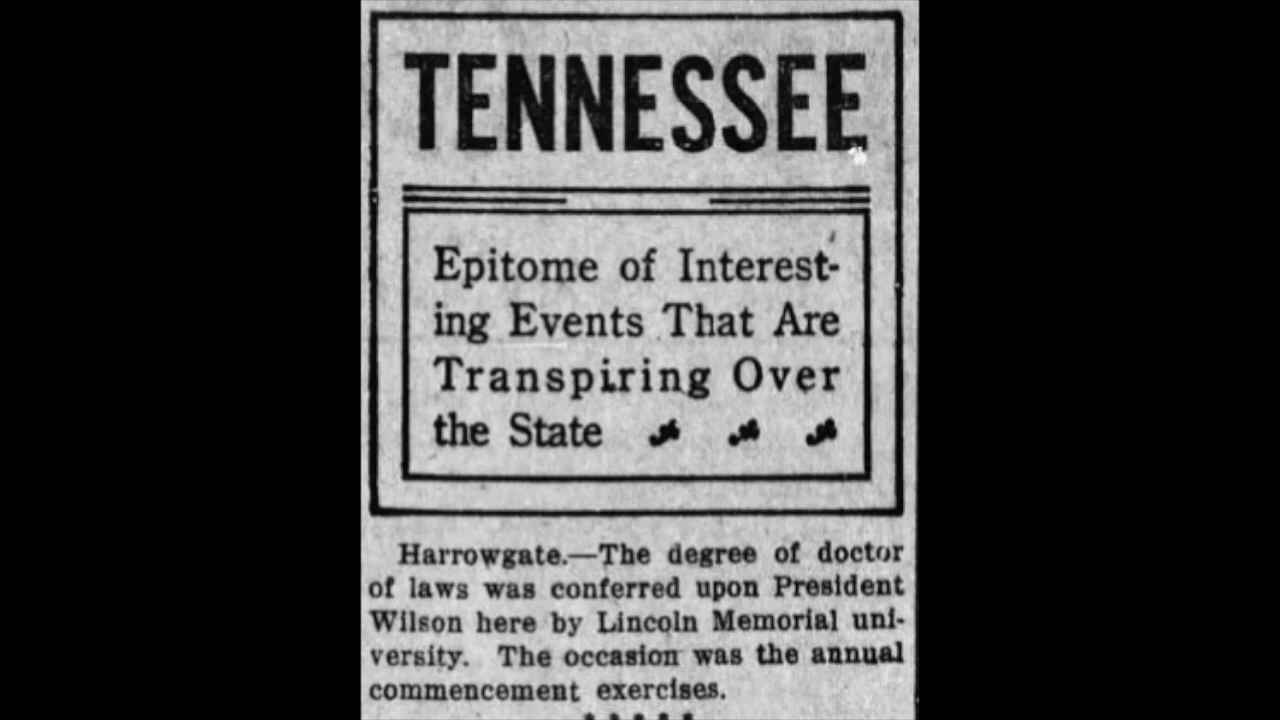 TENNESSEE
Epitome of Interest-
ing Events That Are
Transpiring Over
the State
Harrowgate.—The degree of doctor
of laws was conferred upon President
Wilson here by Lincoln Memorial uni-
versity. The occasion was the annual
commencement exercises.